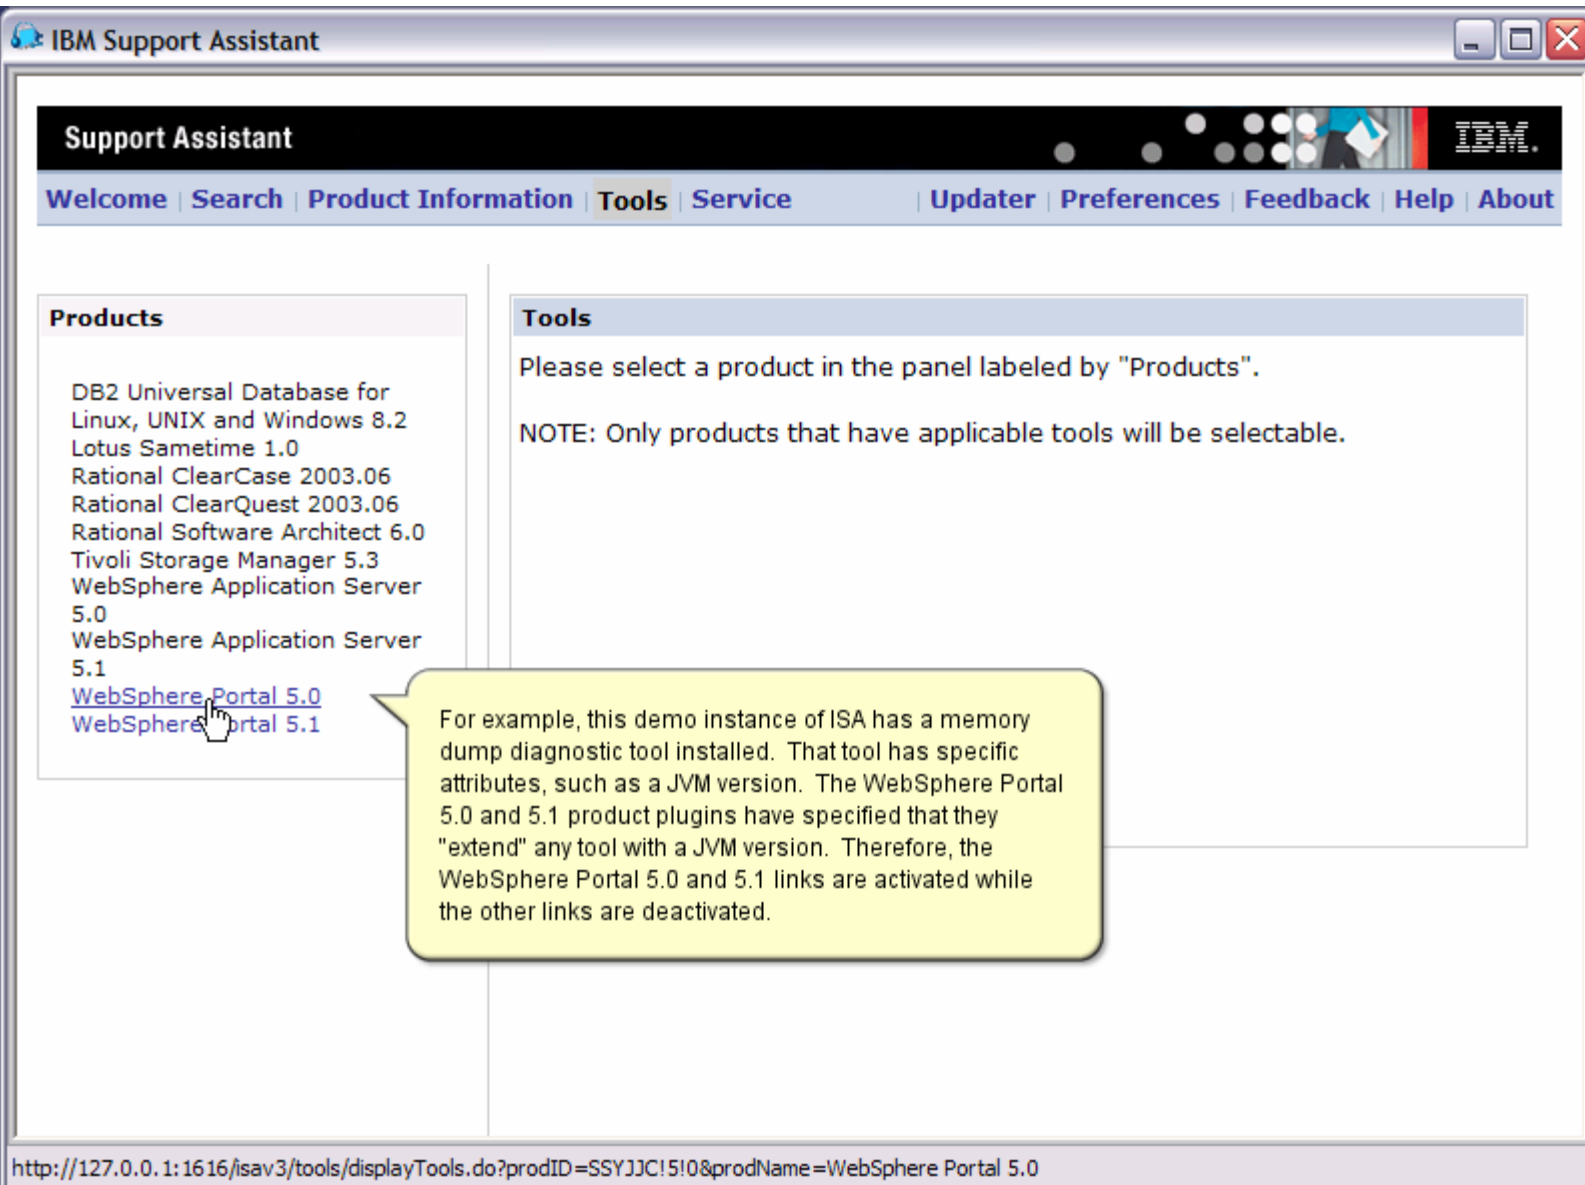 IBM Support Assistant
Support Assistant
IBM.
Welcome | Search | Product Information | Tools | Service | Updater | Preferences | Feedback | Help | About
Products
DB2 Universal Database for
Linux, UNIX and Windows 8.2
Lotus Sametime 1.0
Rational ClearCase 2003.06
Rational ClearQuest 2003.06
Rational Software Architect 6.0
Tivoli Storage Manager 5.3
WebSphere Application Server
5.0
WebSphere Application Server
5.1
WebSphere Portal 5.0
WebSphere Portal 5.1
Tools
Please select a product in the panel labeled by "Products".
NOTE: Only products that have applicable tools will be selectable.
For example, this demo instance of ISA has a memory
dump diagnostic tool installed. That tool has specific
attributes, such as a JVM version. The WebSphere Portal
5.0 and 5.1 product plugins have specified that they
"extend" any tool with a JVM version. Therefore, the
WebSphere Portal 5.0 and 5.1 links are activated while
the other links are deactivated.
http://127.0.0.1:1616/isav3/tools/displayTools.do?prodID=SSYJJC!5!0&prodName=WebSphere Portal 5.0